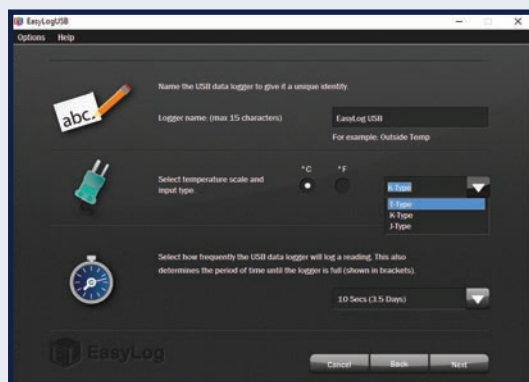 EasyLogUSB
Options Help
Name the USB data logger to give it a unique identity.
abc.
Logger name: (max 15 characters) EasyLog USB
For example: Outside Temp
°C °F
Select temperature scale and
input type.
K-Type
T-Type
K-Type
J-Type
Select how frequently the USB data logger will log a reading. This also
determines the period of time until the logger is full (shown in brackets).
10 Secs (3.5 Days)
EasyLog
Cancel Back Next